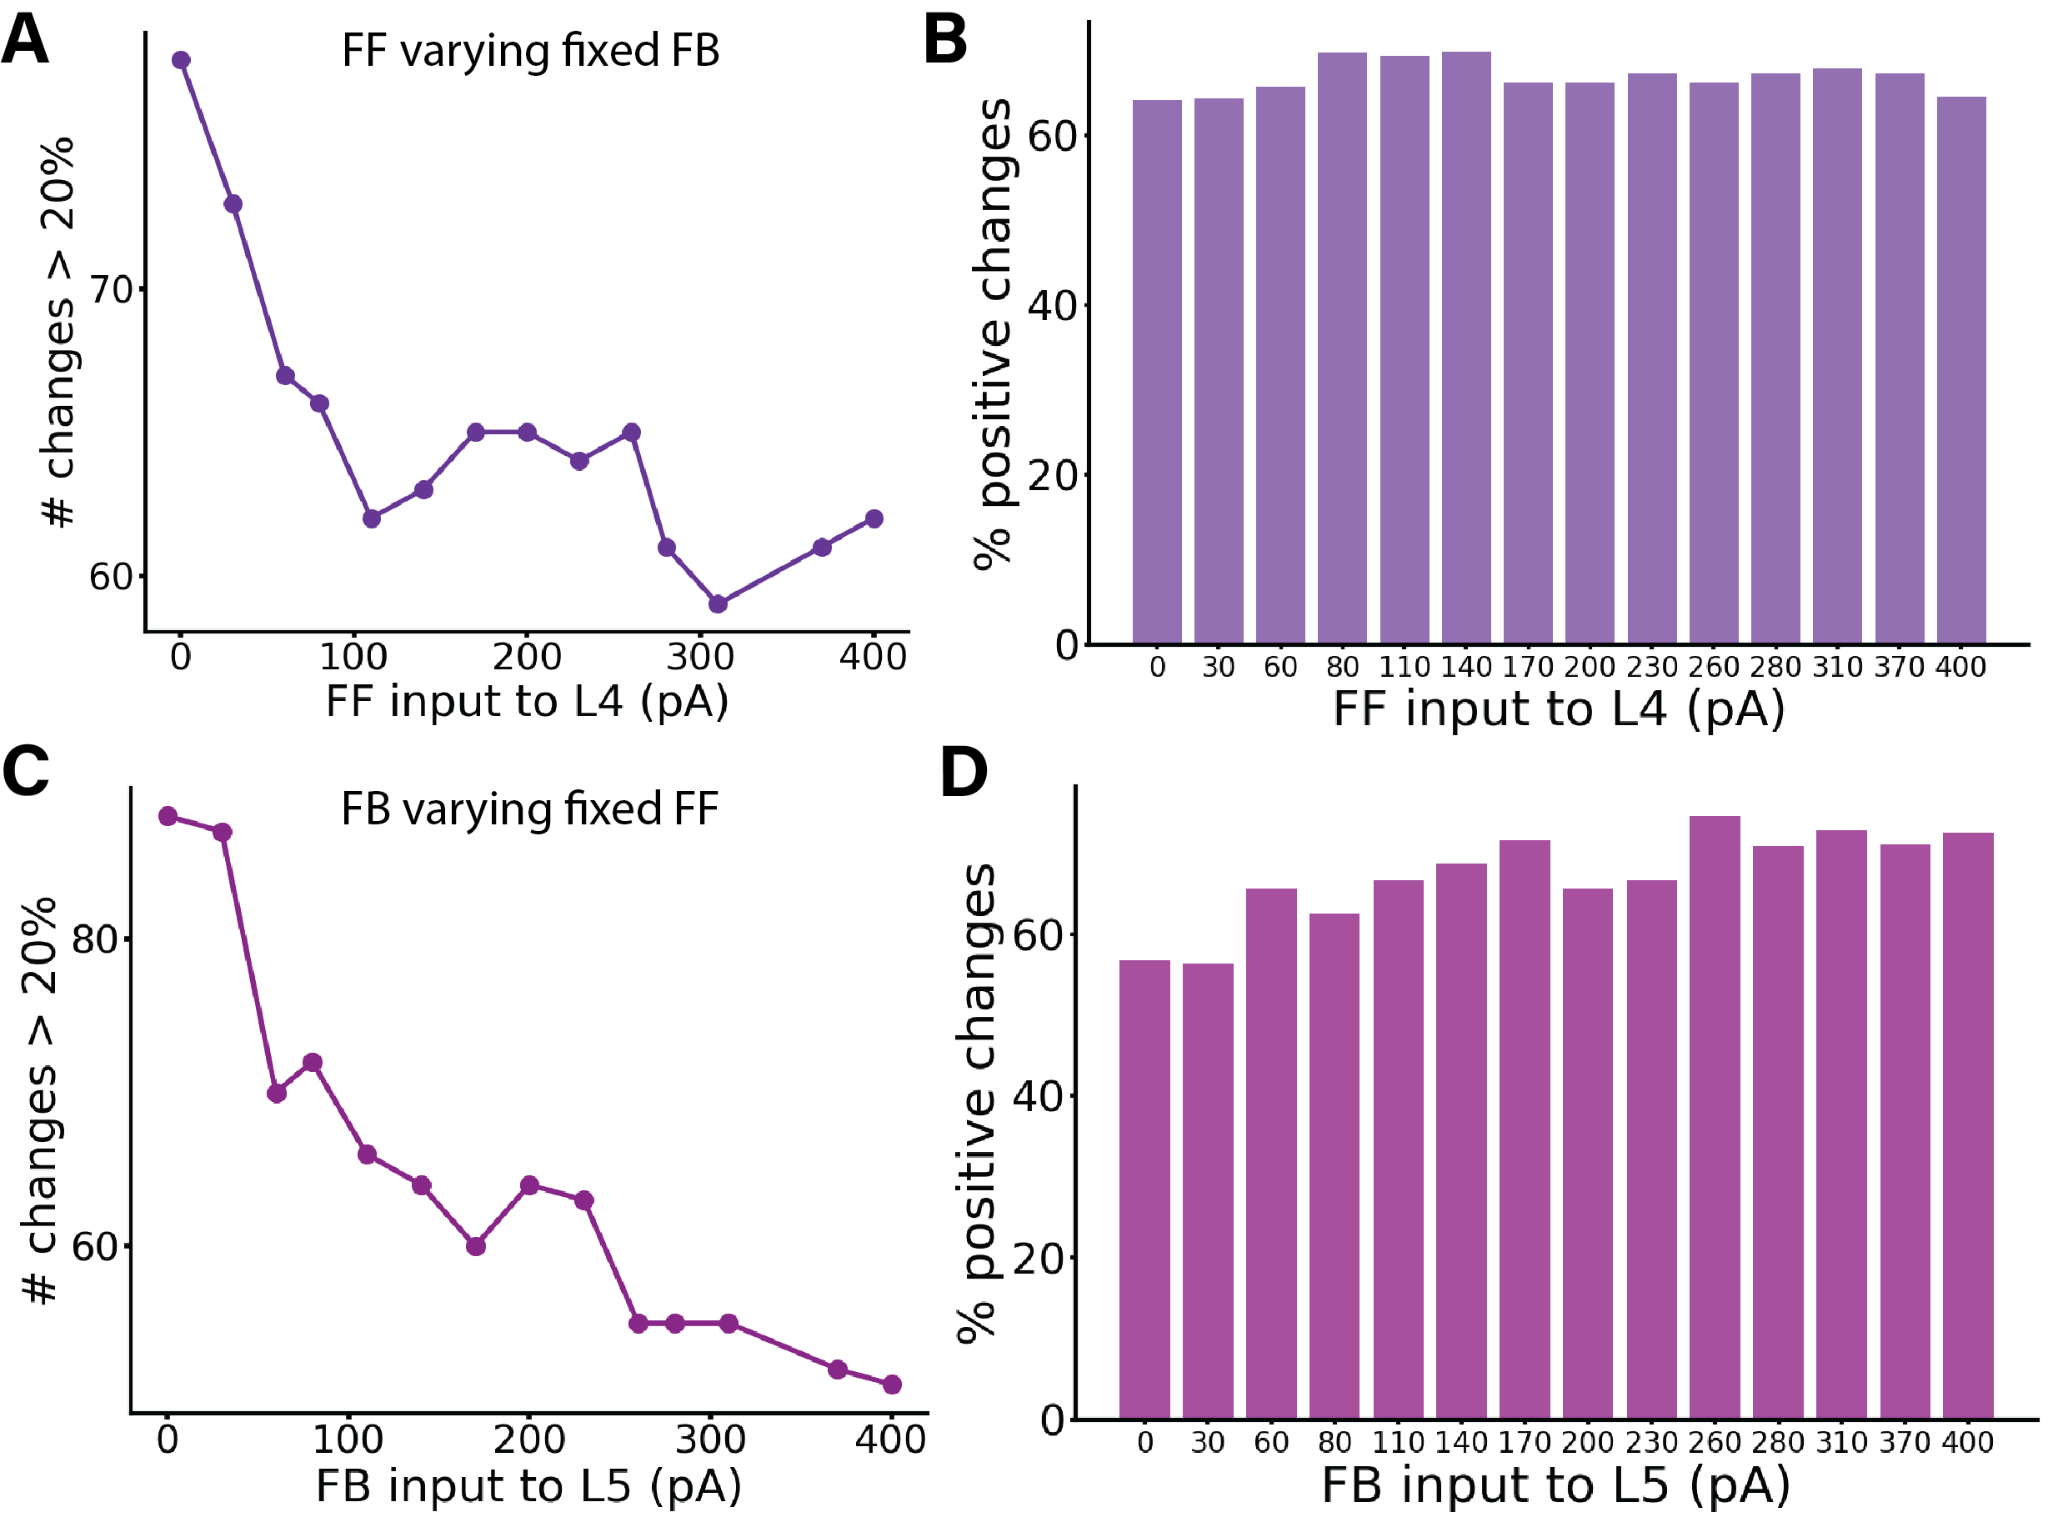 A
FF varying fixed FB
# changes > 20%
70
60
0 100 200 300 400
FF input to L4 (pA)
B
% positive changes
60
40
20
0
0 30 60 80 110 140 170 200 230 260 280 310 370 400
FF input to L4 (pA)
C
FB varying fixed FF
# changes > 20%
80
60
0 100 200 300 400
FB input to L5 (pA)
D
% positive changes
60
40
20
0
0 30 60 80 110 140 170 200 230 260 280 310 370 400
FB input to L5 (pA)